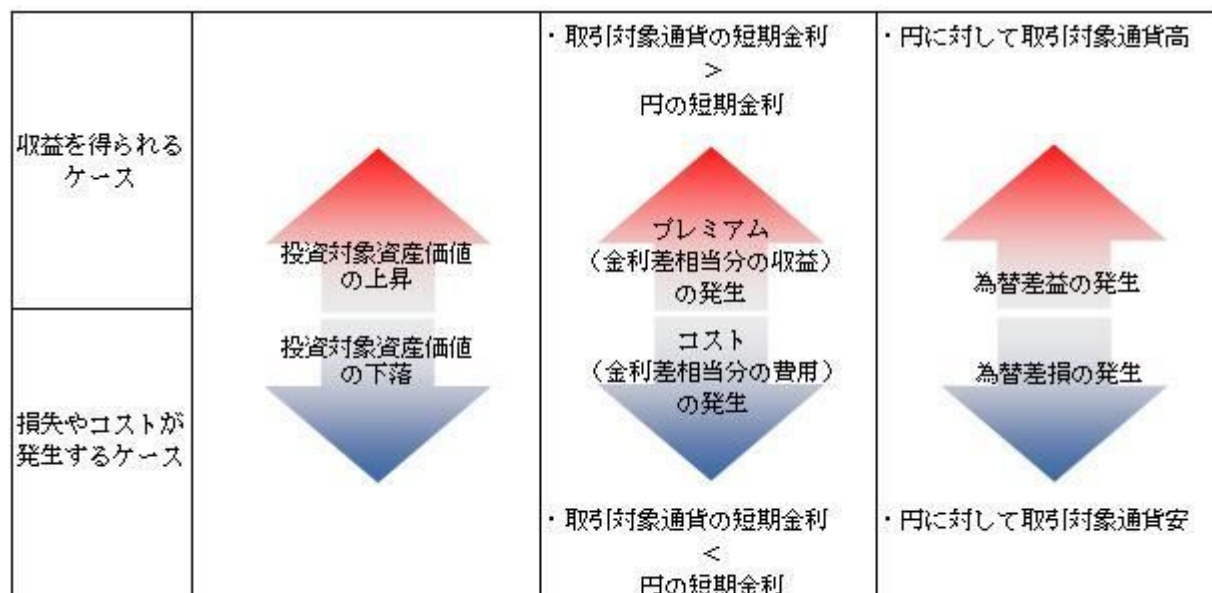 収益を得られる
ケース
投資対象資産価値
の上昇
・取引対象通貨の短期金利
>
円の短期金利
プレミアム
（金利差相当分の収益）
の発生
・円に対して取引対象通貨高
為替差益の発生
損失やコストが
発生するケース
投資対象資産価値
の下落
コスト
（金利差相当分の費用）
の発生
・取引対象通貨の短期金利
<
円の短期金利
為替差損の発生
・円に対して取引対象通貨安